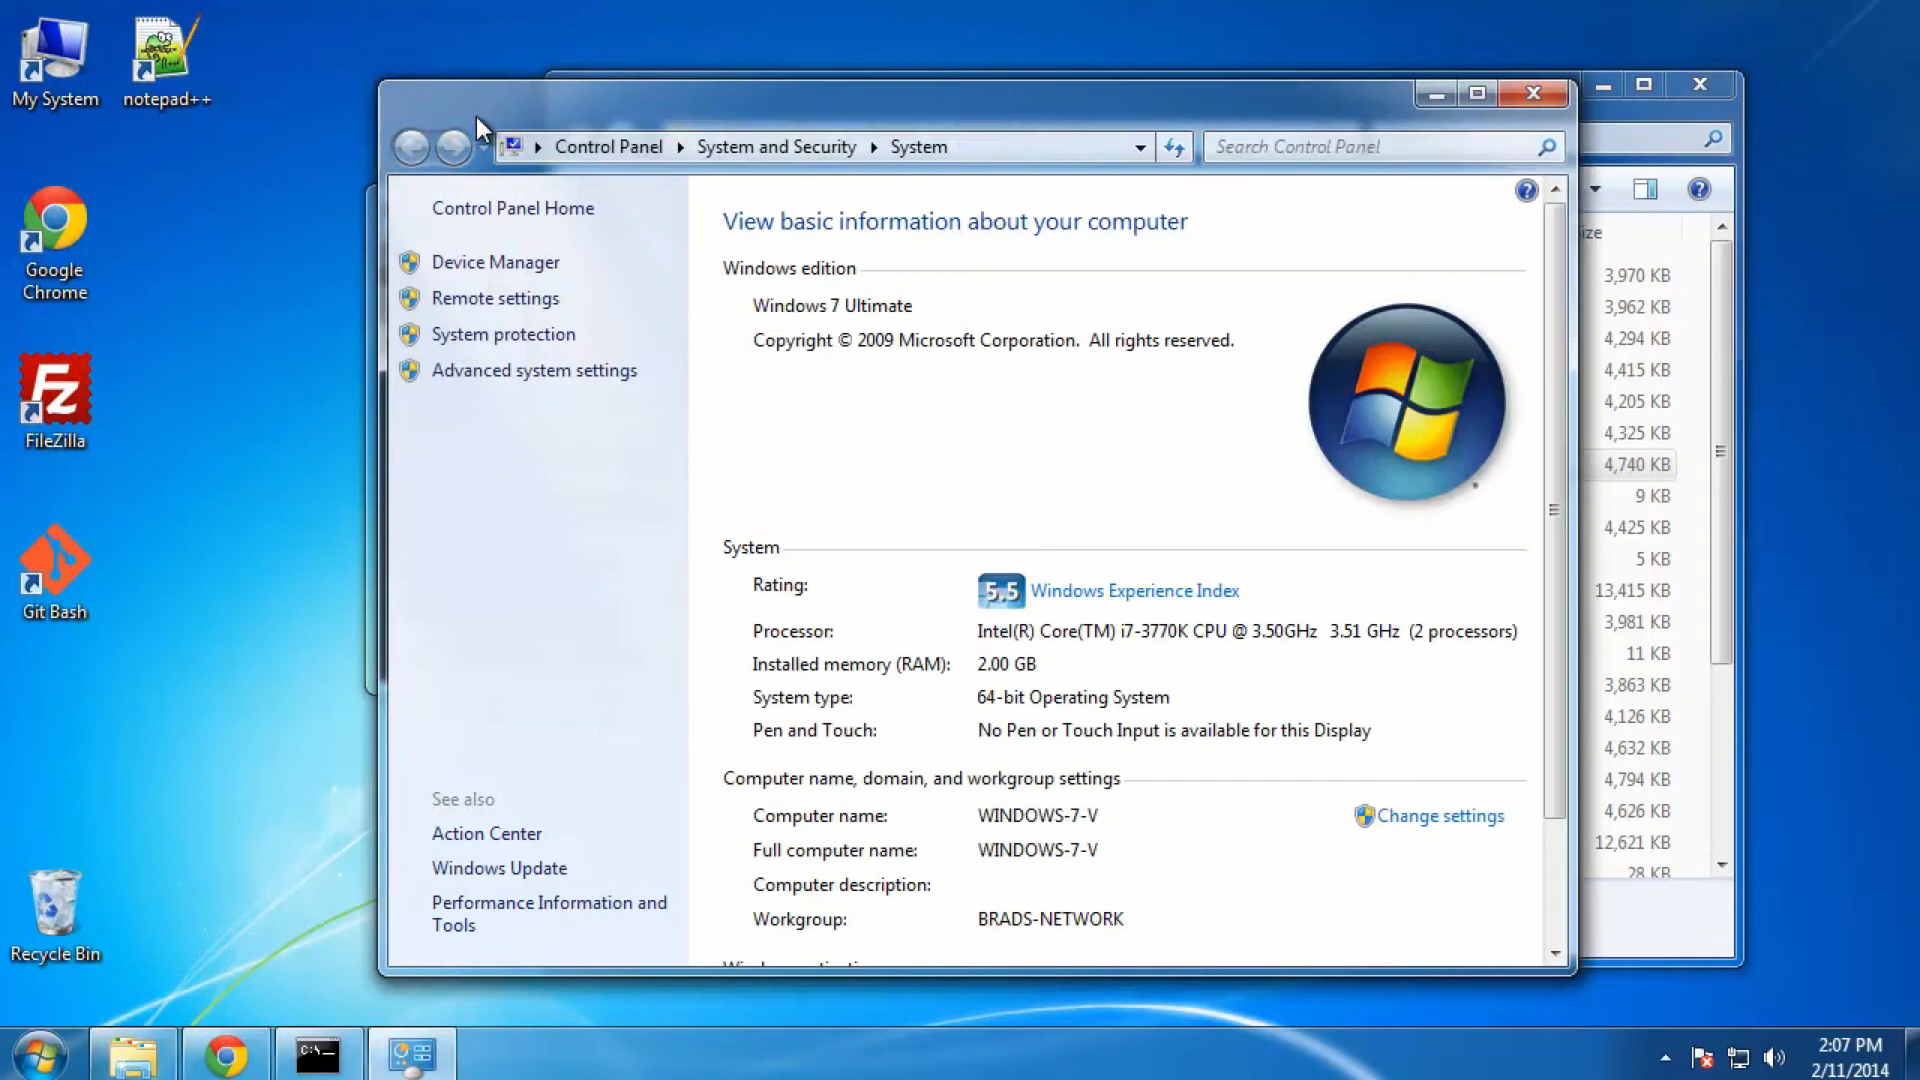 My System
notepad++
Google
Chrome
FileZilla
Git Bash
Recycle Bin
Control Panel
System and Security
System
Search Control Panel
Control Panel Home
Device Manager
Remote settings
System protection
Advanced system settings
See also
Action Center
Windows Update
Performance Information and
Tools
View basic information about your computer
Windows edition
Windows 7 Ultimate
Copyright © 2009 Microsoft Corporation. All rights reserved.
System
Rating:
5.5 Windows Experience Index
Processor: Intel(R) Core(TM) i7-3770K CPU @ 3.50GHz 3.51 GHz (2 processors)
Installed memory (RAM): 2.00 GB
System type: 64-bit Operating System
Pen and Touch: No Pen or Touch Input is available for this Display
Computer name, domain, and workgroup settings
Computer name: WINDOWS-7-V
Change settings
Full computer name: WINDOWS-7-V
Computer description:
Workgroup: BRADS-NETWORK
3,970 KB
3,962 KB
4,294 KB
4,415 KB
4,205 KB
4,325 KB
4,740 KB
9 KB
4,425 KB
5 KB
13,415 KB
3,981 KB
11 KB
3,863 KB
4,126 KB
4,632 KB
4,794 KB
4,626 KB
12,621 KB
28 KB
C:\
2:07 PM
2/11/2014